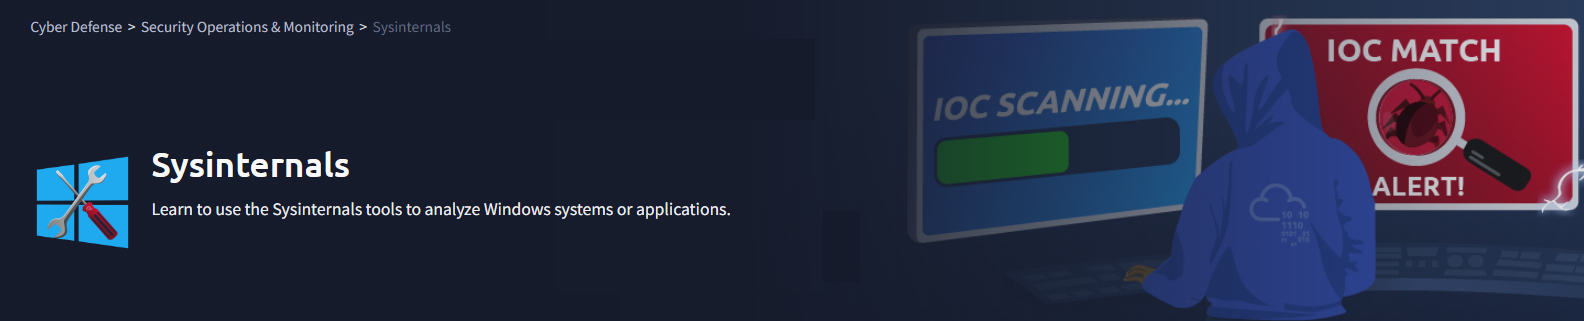 Cyber Defense > Security Operations & Monitoring > Sysinternals
IOC MATCH
IOC SCANNING...
Sysinternals
ALERT!
Learn to use the Sysinternals tools to analyze Windows systems or applications.
10 10
1110